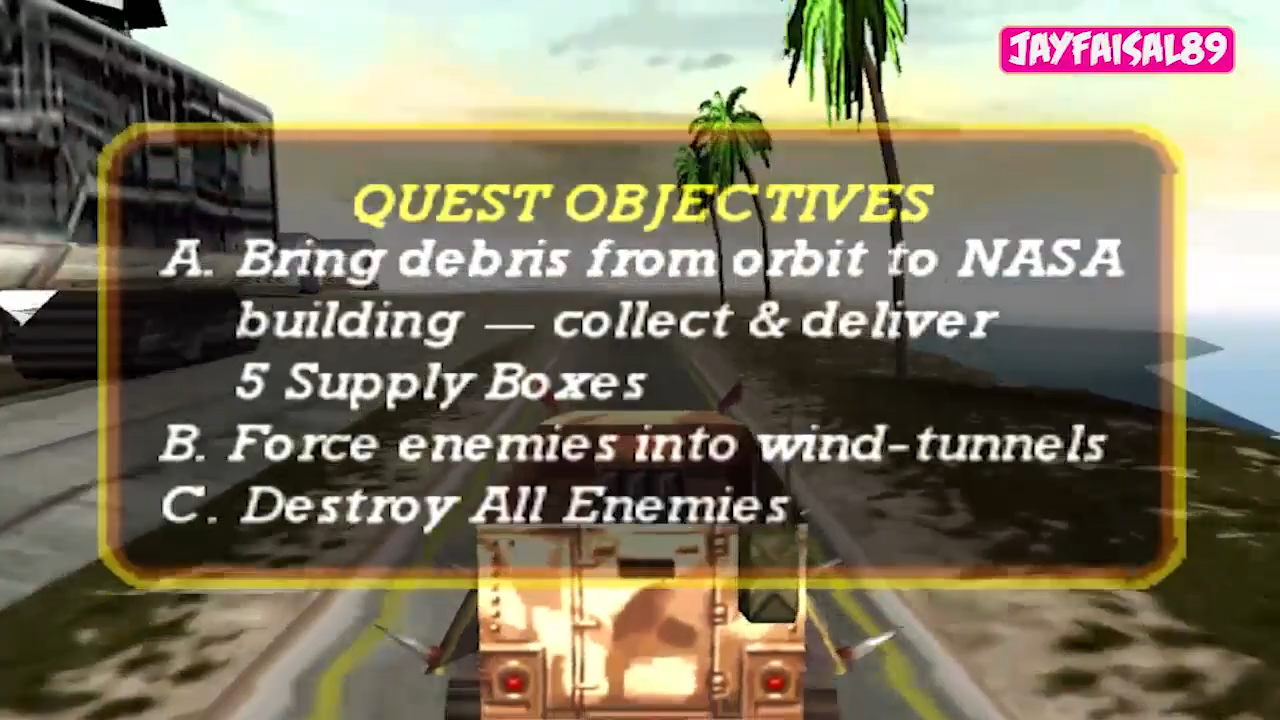 JAYFAISAL89
QUEST OBJECTIVES
A. Bring debris from orbit to NASA
building — collect & deliver
5 Supply Boxes
B. Force enemies into wind-tunnels
C. Destroy All Enemies